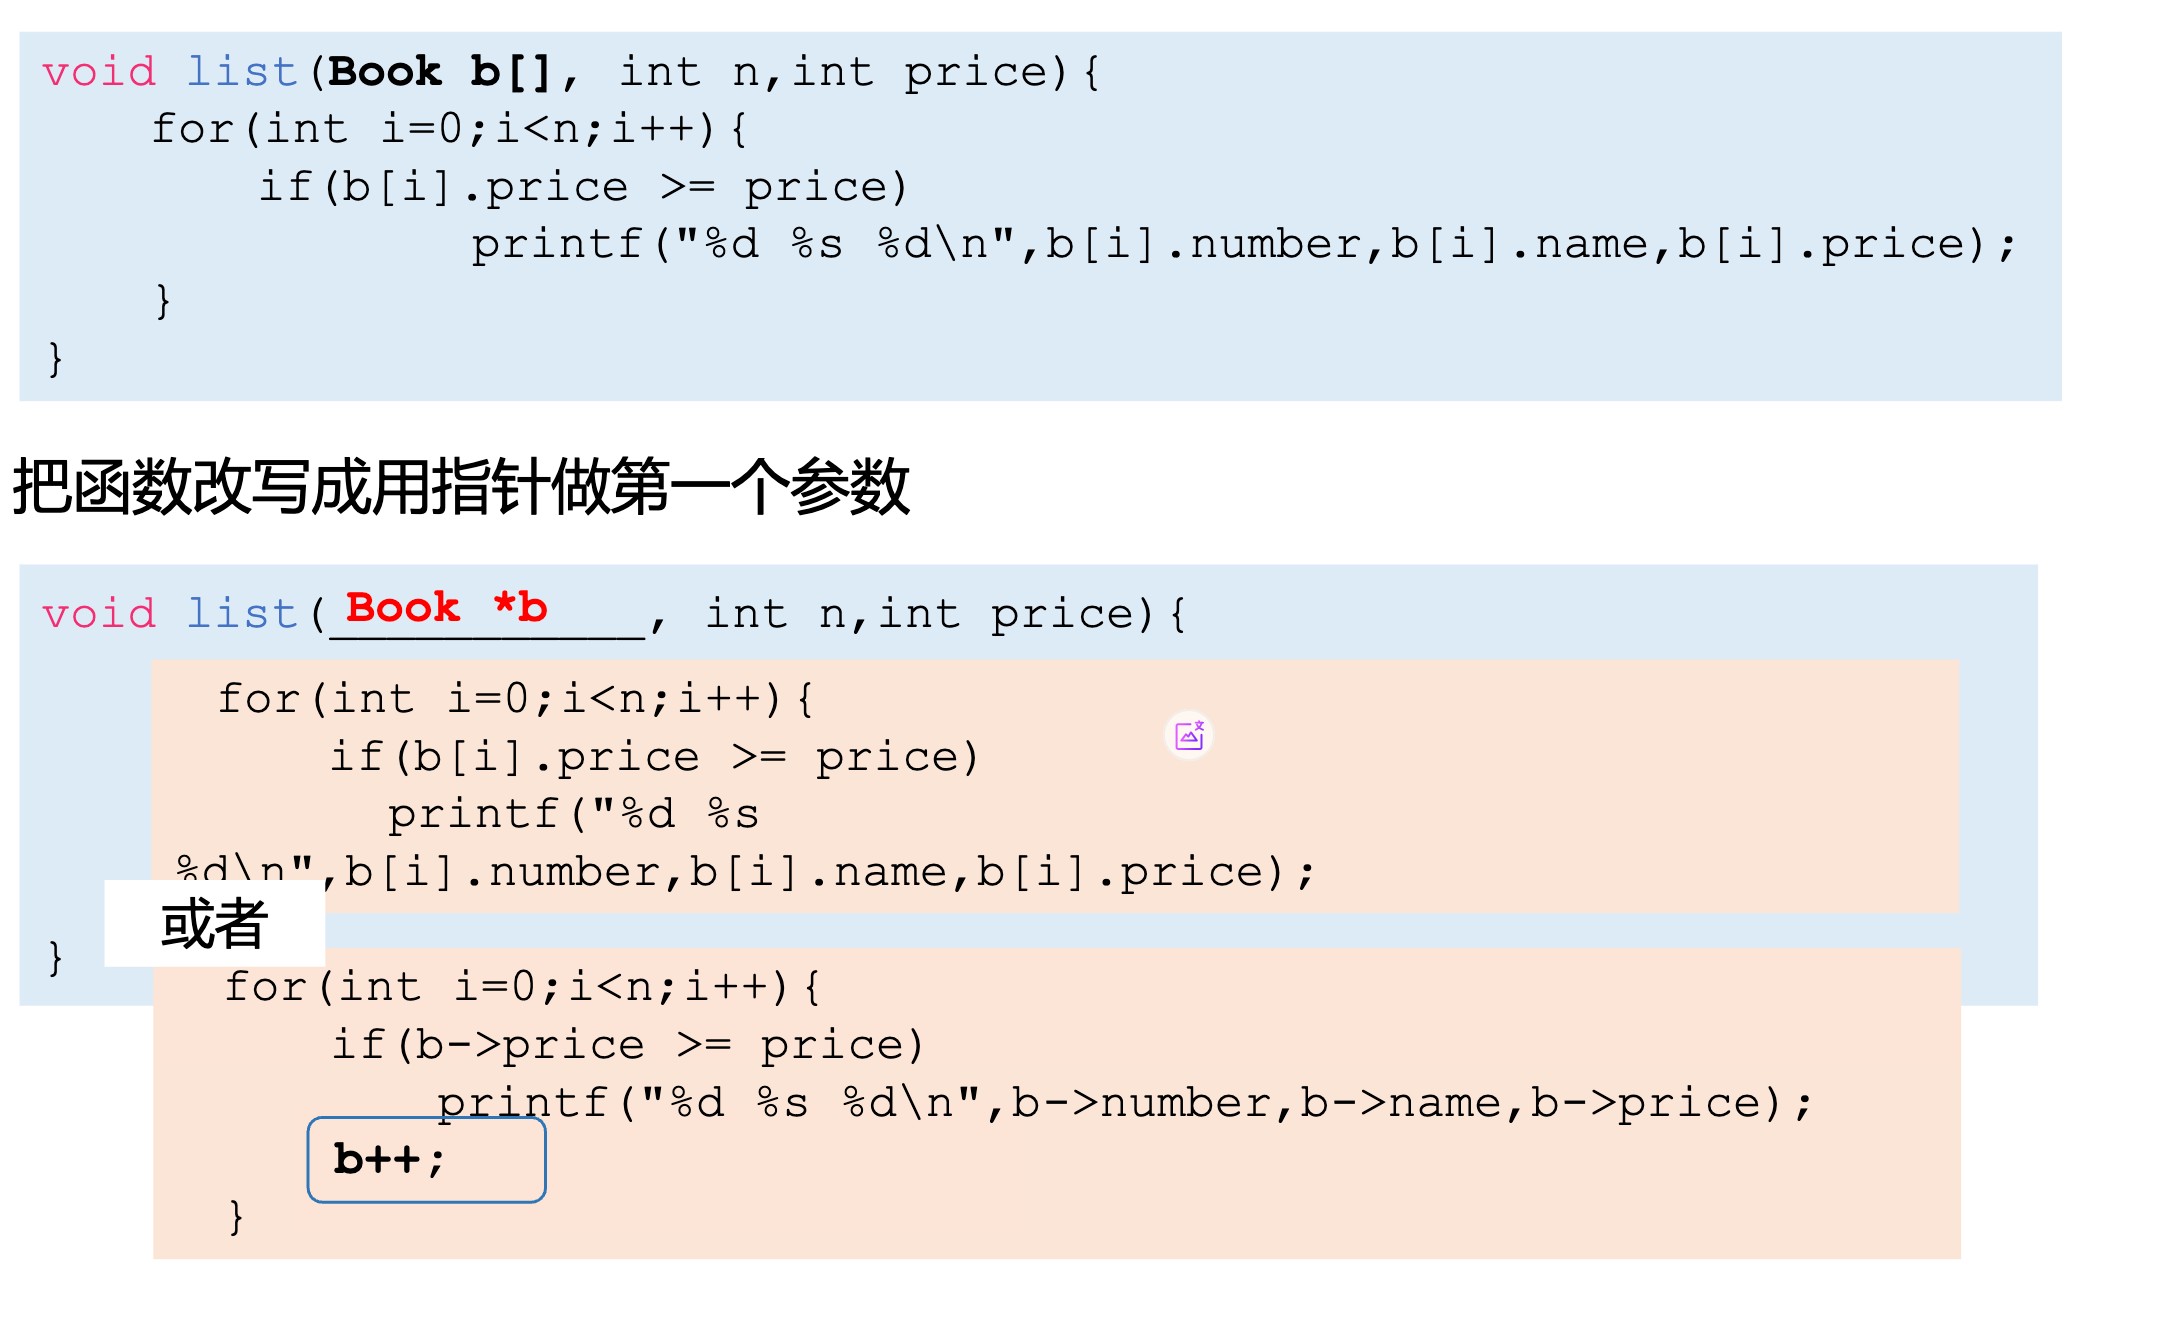 void list(Book b[], int n,int price){
for(int i=0;i<n;i++){
if(b[i].price >= price)
printf("%d %s %d\n",b[i].number,b[i].name,b[i].price);
}
}
把函数改写成用指针做第一个参数
void list(Book *b___________, int n,int price){
for(int i=0;i<n;i++){
if(b[i].price >= price)
printf("%d %s
%d\n",b[i].number,b[i].name,b[i].price);
或者
}
for(int i=0;i<n;i++){
if(b->price >= price)
printf("%d %s %d\n",b->number,b->name,b->price);
b++;
}